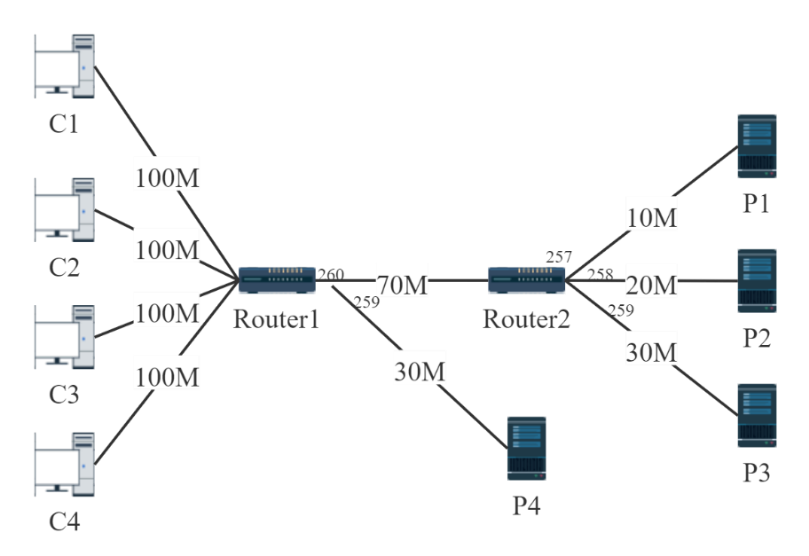 C1
100M
C2
100M
C3
100M
C4
100M
Router1
260
259
70M
30M
P4
Router2
257
258
259
10M
20M
30M
P1
P2
P3